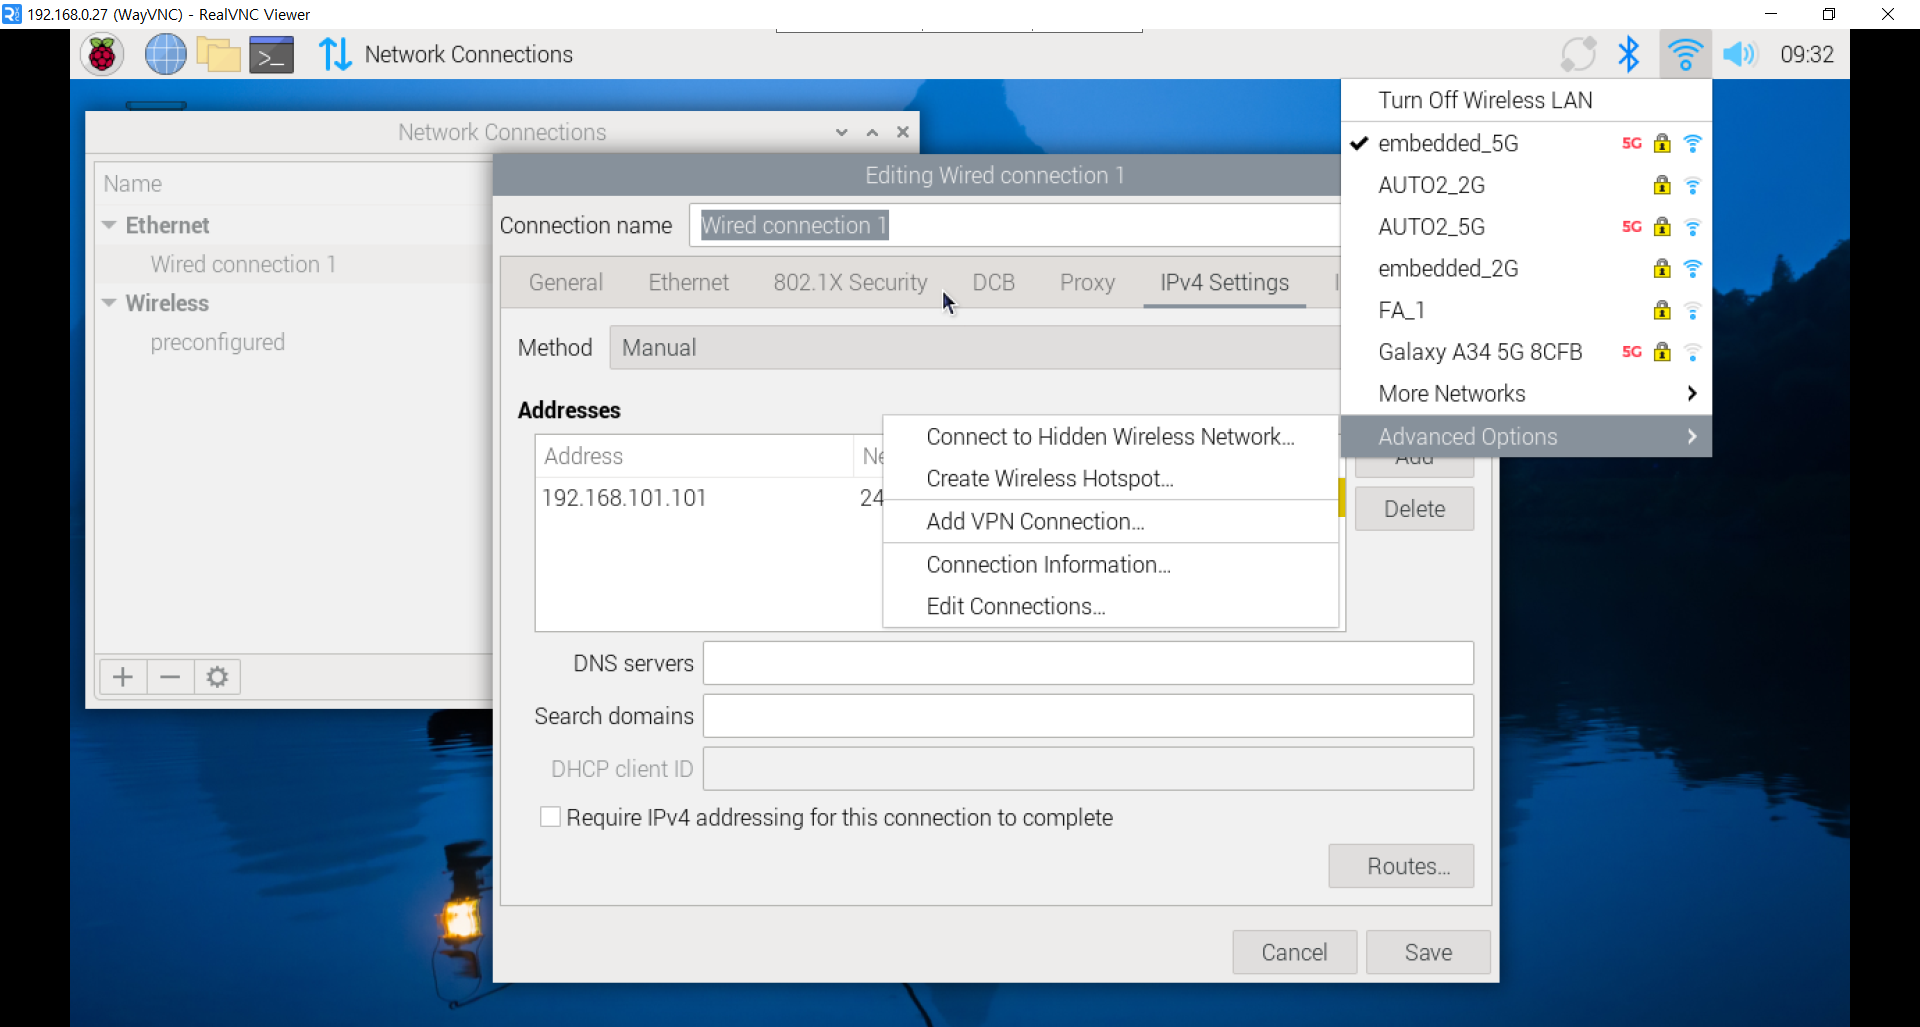 192.168.0.27 (WayVNC) - RealVNC Viewer
Network Connections
09:32
Network Connections
Name
Ethernet
Wired connection 1
Wireless
preconfigured
Editing Wired connection 1
Connection name
Wired connection 1
General
Ethernet
802.1X Security
DCB
Proxy
IPv4 Settings
Method
Manual
Addresses
Address
192.168.101.101
24
Delete
DNS servers
Search domains
DHCP client ID
Require IPv4 addressing for this connection to complete
Routes...
Cancel
Save
Turn Off Wireless LAN
embedded_5G
5G
AUTO2_2G
AUTO2_5G
5G
embedded_2G
FA_1
Galaxy A34 5G 8CFB
5G
More Networks
Advanced Options
Connect to Hidden Wireless Network...
Create Wireless Hotspot...
Add VPN Connection...
Connection Information...
Edit Connections...